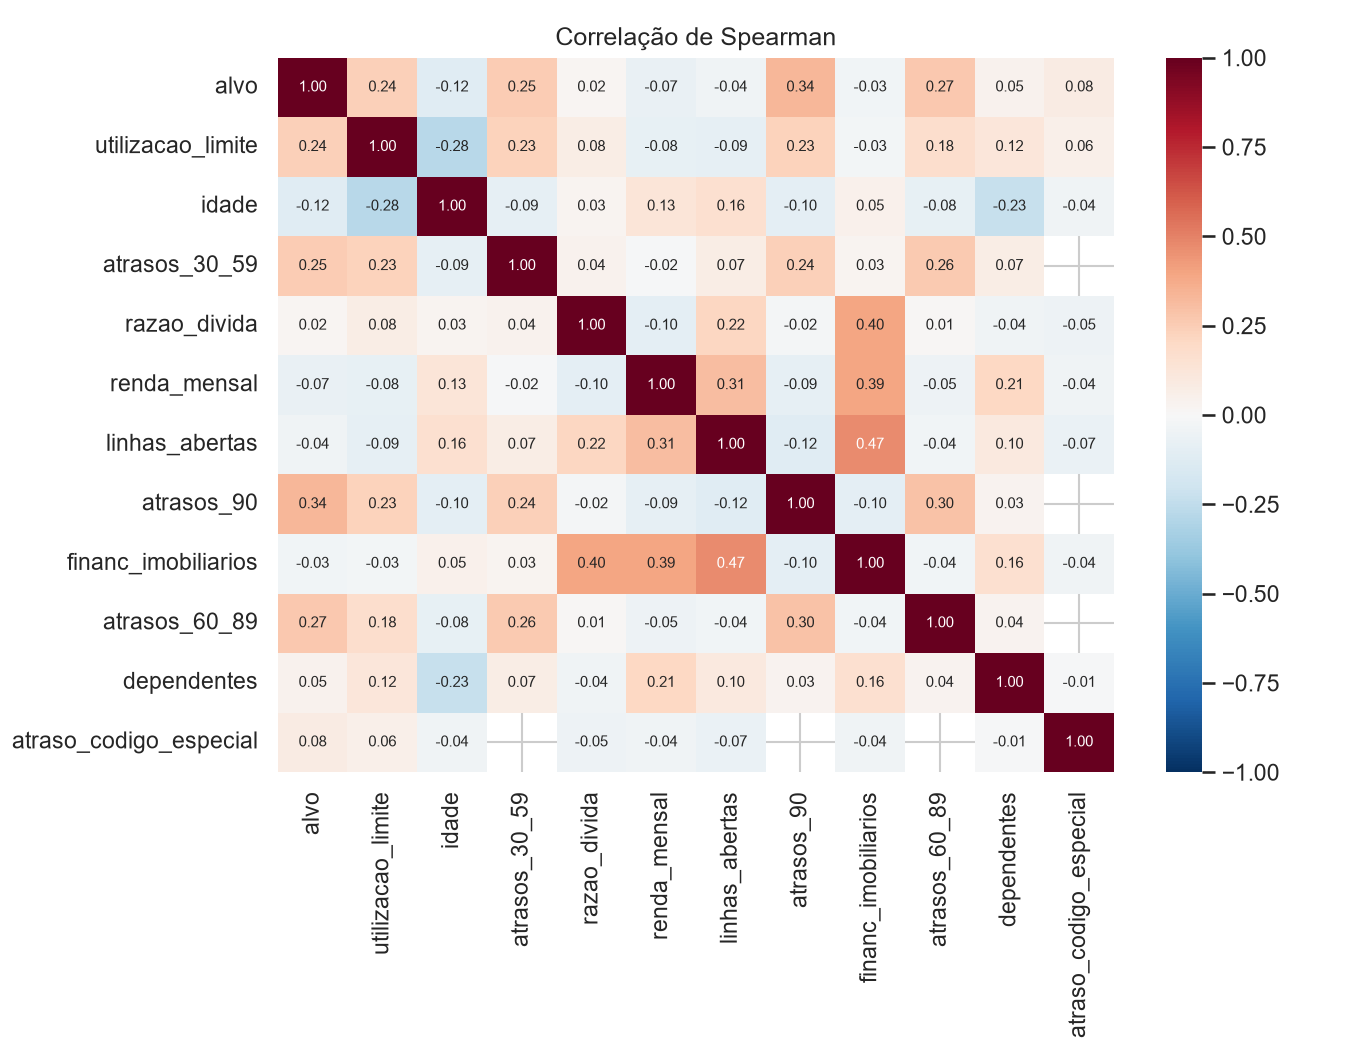 Correlação de Spearman
alvo 1.00 0.24 -0.12 0.25 0.02 -0.07 -0.04 0.34 -0.03 0.27 0.05 0.08
utilizacao_limite 0.24 1.00 -0.28 0.23 0.08 -0.08 -0.09 0.23 -0.03 0.18 0.12 0.06
idade -0.12 -0.28 1.00 -0.09 0.03 0.13 0.16 -0.10 0.05 -0.08 -0.23 -0.04
atrasos_30_59 0.25 0.23 -0.09 1.00 0.04 -0.02 0.07 0.24 0.03 0.26 0.07
razao_divida 0.02 0.08 0.03 0.04 1.00 -0.10 0.22 -0.02 0.40 0.01 -0.04 -0.05
renda_mensal -0.07 -0.08 0.13 -0.02 -0.10 1.00 0.31 -0.09 0.39 -0.05 0.21 -0.04
linhas_abertas -0.04 -0.09 0.16 0.07 0.22 0.31 1.00 -0.12 0.47 -0.04 0.10 -0.07
atrasos_90 0.34 0.23 -0.10 0.24 -0.02 -0.09 -0.12 1.00 -0.10 0.30 0.03
financ_imobiliarios -0.03 -0.03 0.05 0.03 0.40 0.39 0.47 -0.10 1.00 -0.04 0.16 -0.04
atrasos_60_89 0.27 0.18 -0.08 0.26 0.01 -0.05 -0.04 0.30 -0.04 1.00 0.04
dependentes 0.05 0.12 -0.23 0.07 -0.04 0.21 0.10 0.03 0.16 0.04 1.00 -0.01
atraso_codigo_especial 0.08 0.06 -0.04 -0.05 -0.04 -0.07 -0.04 -0.01 1.00
alvo
utilizacao_limite
idade
atrasos_30_59
razao_divida
renda_mensal
linhas_abertas
atrasos_90
financ_imobiliarios
atrasos_60_89
dependentes
atraso_codigo_especial
1.00
0.75
0.50
0.25
0.00
−0.25
−0.50
−0.75
−1.00